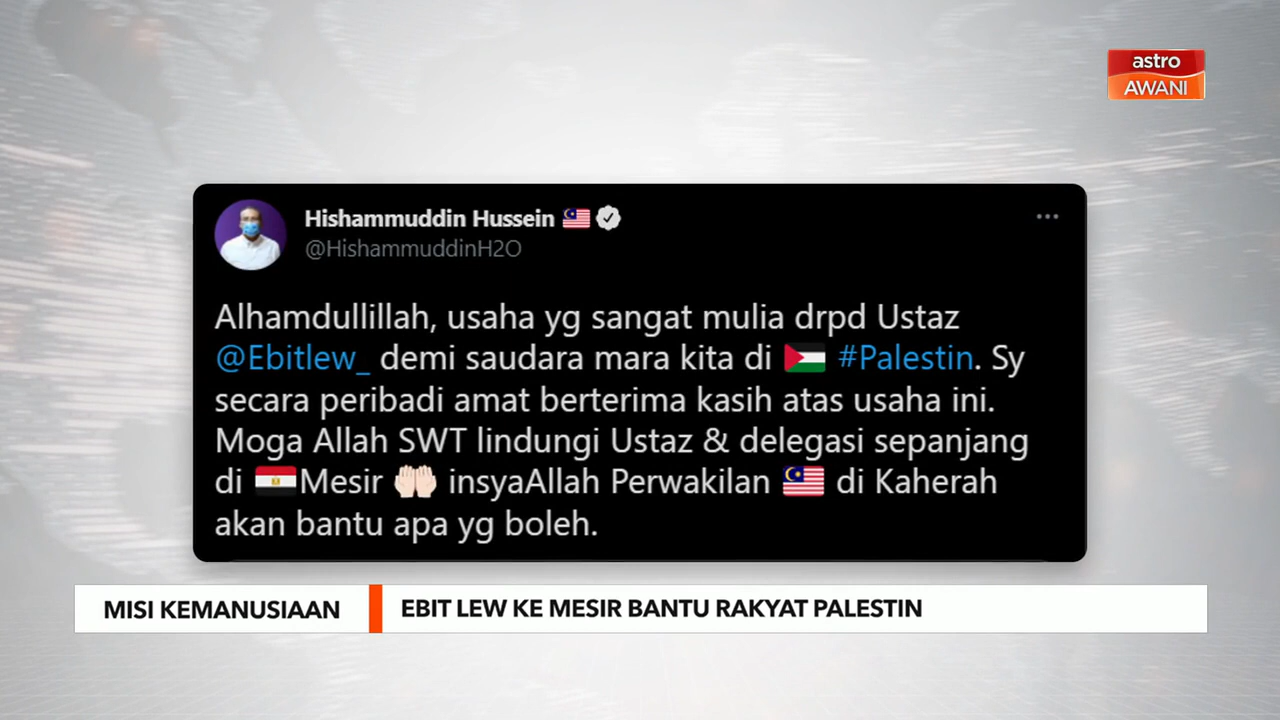 astro
AWANI
Hishammuddin Hussein 🇲🇾
@HishammuddinH2O
Alhamdullillah, usaha yg sangat mulia drpd Ustaz
@Ebitlew_ demi saudara mara kita di 🇵🇸 #Palestin. Sy
secara peribadi amat berterima kasih atas usaha ini.
Moga Allah SWT lindungi Ustaz & delegasi sepanjang
di 🇪🇬Mesir 🤲🏻 insyaAllah Perwakilan 🇲🇾 di Kaherah
akan bantu apa yg boleh.
MISI KEMANUSIAAN
EBIT LEW KE MESIR BANTU RAKYAT PALESTIN